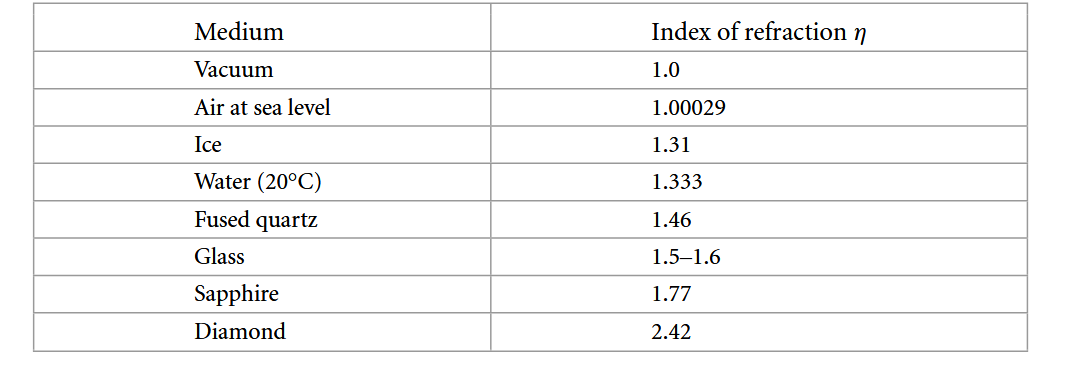 Medium Index of refraction η
Vacuum 1.0
Air at sea level 1.00029
Ice 1.31
Water (20°C) 1.333
Fused quartz 1.46
Glass 1.5–1.6
Sapphire 1.77
Diamond 2.42